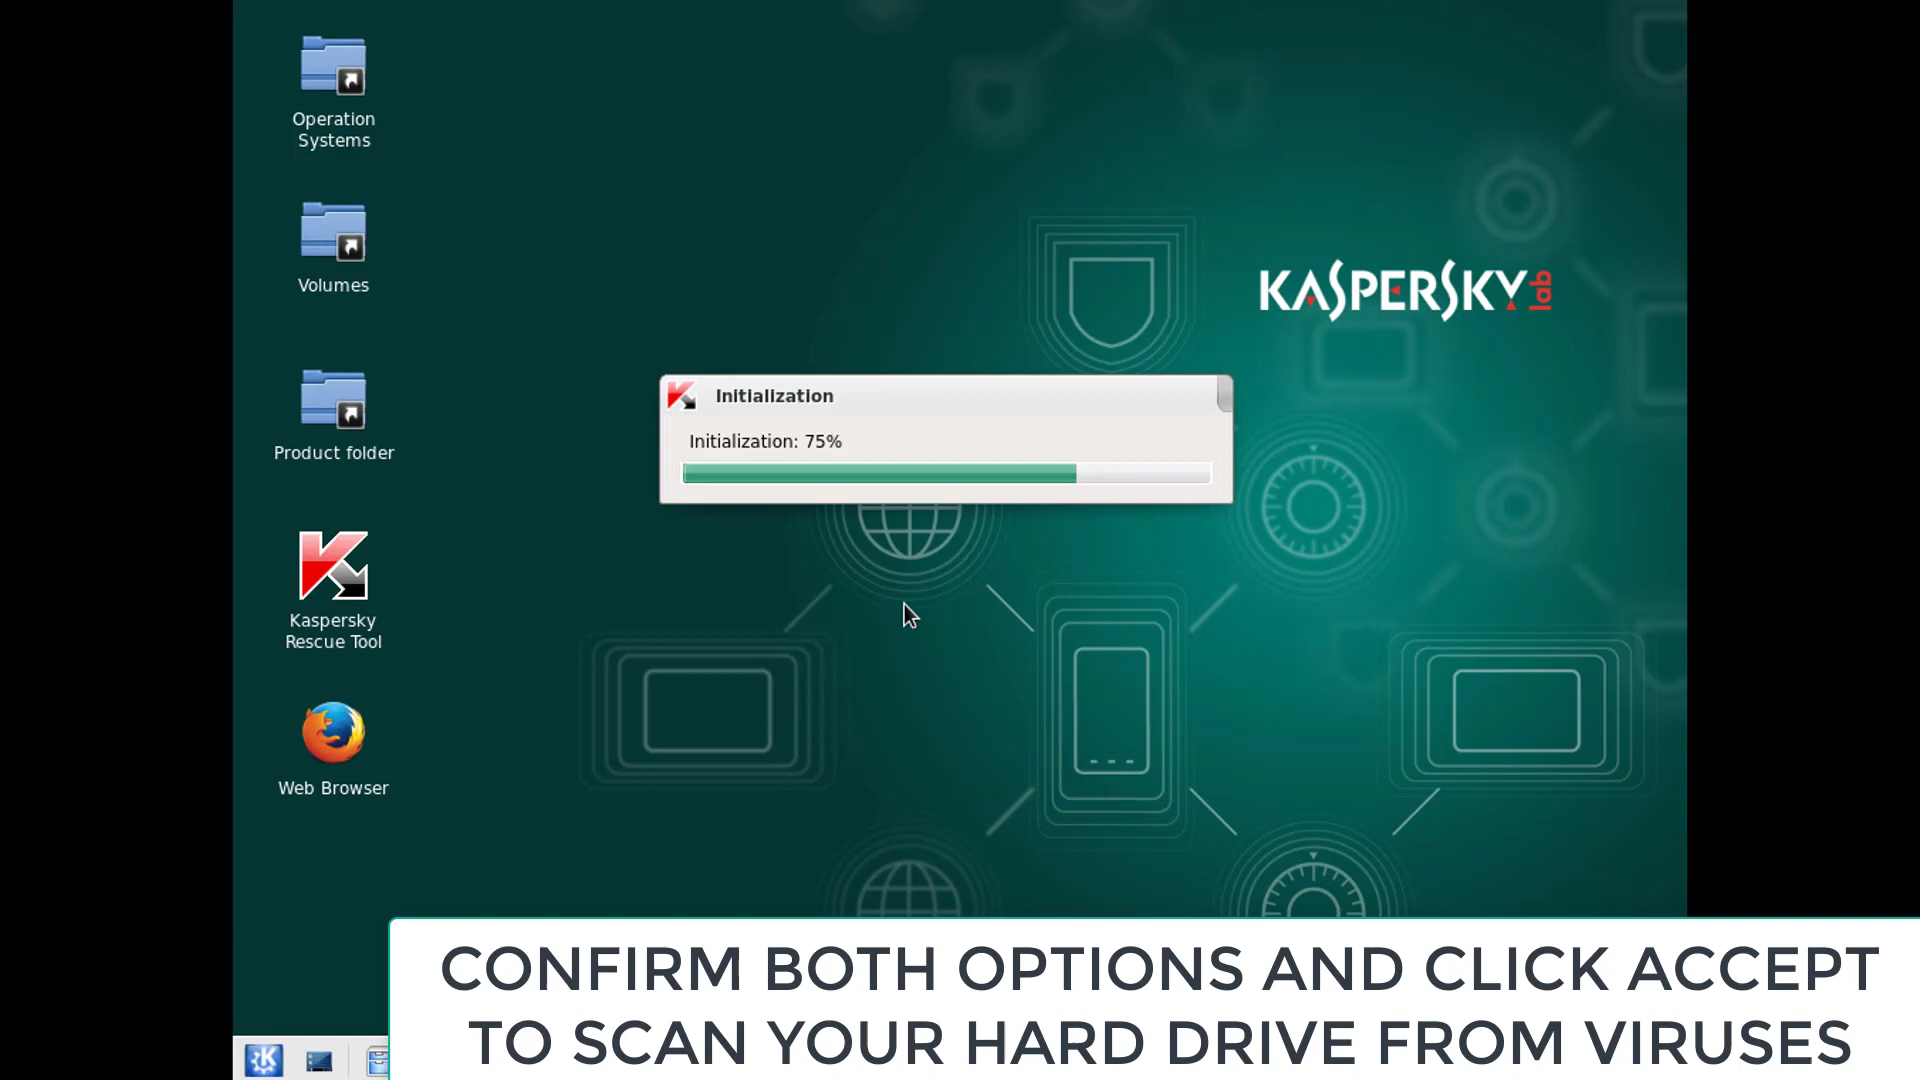 Operation
Systems
Volumes
Product folder
Kaspersky
Rescue Tool
Web Browser
KASPERSKY lab
Initialization
Initialization: 75%
CONFIRM BOTH OPTIONS AND CLICK ACCEPT
TO SCAN YOUR HARD DRIVE FROM VIRUSES